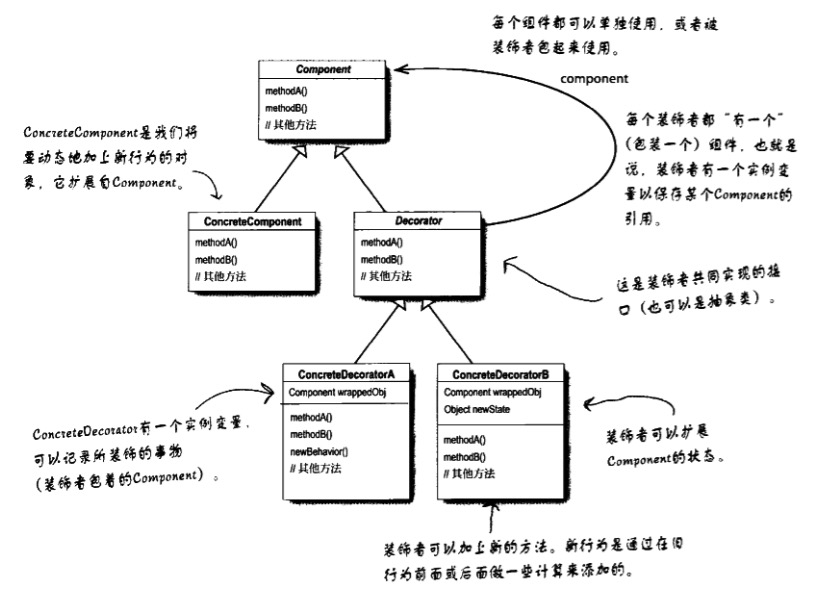 每个组件都可以单独使用，或者被
装饰者包起来使用。
Component
methodA()
methodB()
// 其他方法
component
每个装饰者都“有一个”
(包装一个) 组件，也就是
说，装饰者有一个实例变
量以保存某个Component的
引用。
ConcreteComponent是我们将
要动态地加上新行为的对
象，它扩展自Component。
ConcreteComponent
methodA()
methodB()
// 其他方法
Decorator
methodA()
methodB()
// 其他方法
这是装饰者共同实现的接
口（也可以是抽象类）。
ConcreteDecoratorA
Component wrappedObj
methodA()
methodB()
newBehavior()
// 其他方法
ConcreteDecoratorB
Component wrappedObj
Object newState
methodA()
methodB()
// 其他方法
ConcreteDecorator有一个实例变量，
可以记录所装饰的事物
(装饰者包着的Component) 。
装饰者可以扩展
Component的状态。
装饰者可以加上新的方法。新行为是通过在旧
行为前面或后面做一些计算来添加的。